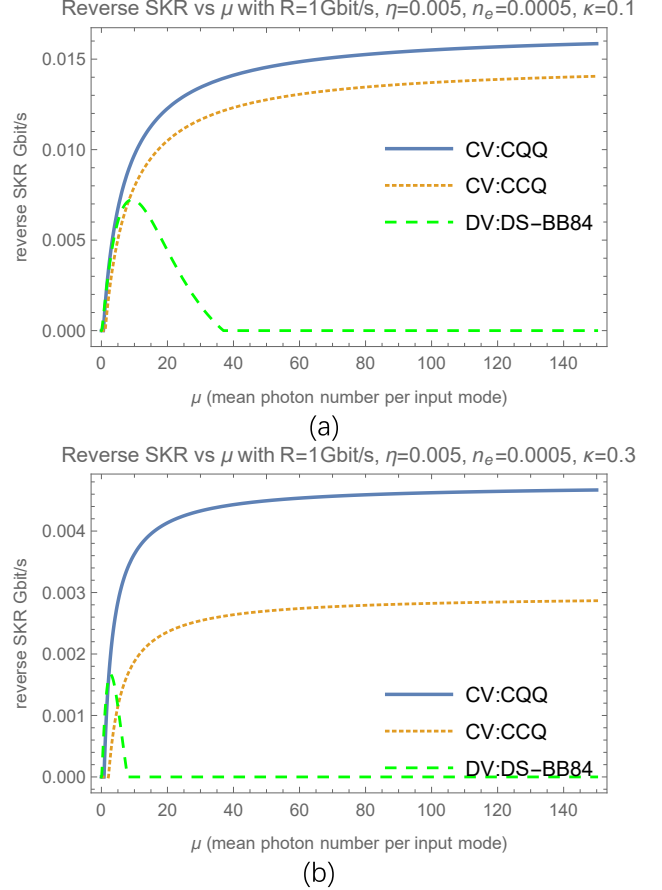 Reverse SKR vs μ with R=1Gbit/s, η=0.005, nₑ=0.0005, κ=0.1
0.015
0.010
0.005
0.000
reverse SKR Gbit/s
CV:CQQ
CV:CCQ
DV:DS−BB84
0 20 40 60 80 100 120 140
μ (mean photon number per input mode)
(a)
Reverse SKR vs μ with R=1Gbit/s, η=0.005, nₑ=0.0005, κ=0.3
0.004
0.003
0.002
0.001
0.000
reverse SKR Gbit/s
CV:CQQ
CV:CCQ
DV:DS−BB84
0 20 40 60 80 100 120 140
μ (mean photon number per input mode)
(b)